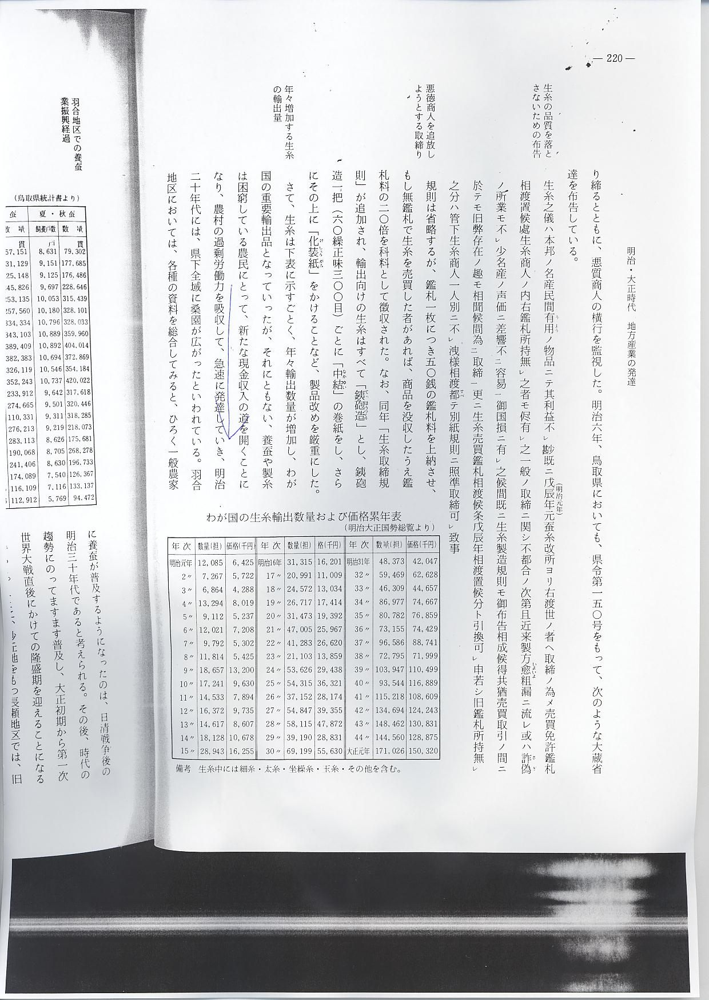 — 220 —
明治・大正時代　地方産業の発達
り締るとともに、悪質商人の横行を監視した。明治六年、鳥取県においても、県令第一五〇号をもって、次のような大蔵省
達を布告している。
生糸の品質を落と
さないための布告
生糸之儀ハ本邦ノ名産民間有用ノ物品ニテ其利益不レ尠既ニ戊辰年元蚕糸改所ヨリ右渡世ノ者ヘ取締ノ為メ売買免許鑑札
うよう
(明治元年)
相渡置候處生糸商人ノ内右鑑札所持無レ之者モ侭有レ之一般ノ取締ニ関シ不都合ノ次第且近来製方愈粗漏ニ流レ或ハ詐偽
いよいよ
さぎ
ノ所業モ不レ少名産ノ声価ニ差響不ニ容易一御国損ニ有レ之候間既ニ生糸製造規則モ御布告相成候得共猶売買取引ノ間ニ
於テモ旧弊存在ノ趣モ相聞候間為ニ取締一更ニ生糸売買鑑札相渡候条戊辰年相渡置候分ト引換可レ申若シ旧鑑札所持無レ
之分ハ管下生糸商人一人別ニ不レ洩様相渡都テ別紙規則ニ照準取締可レ致事
すべ
悪徳商人を追放し
ようとする取締り
規則は省略するが、鑑札一枚につき五〇銭の鑑札料を上納させ、
もし無鑑札で生糸を売買した者があれば、商品を没収したうえ鑑
札料の二〇倍を科料として徴収された。なお、同年「生糸取締規
則」が追加され、輸出向けの生糸はすべて「銕砲造」とし、銕砲
てっぽうづくり
造一把（六〇繰正味三〇〇目）ごとに「中結」の巻紙をし、さら
なかゆい
にその上に「化装紙」をかけることなど、製品改めを厳重にした。
けしょうがみ
年々増加する生糸
の輸出量
さて、生糸は下表に示すごとく、年々輸出数量が増加し、わが
国の重要輸出品となっていったが、それにともない、養蚕や製糸
は困窮している農民にとって、新たな現金収入の道を開くことに
なり、農村の過剰労働力を吸収して、急速に発達していき、明治
二十年代には、県下全域に桑園が広がったといわれている。羽合
地区においては、各種の資料を総合してみると、ひろく一般農家
わが国の生糸輸出数量および価格累年表
(明治大正国勢総覧より)
年次 数量(担) 価格(千円) 年次 数量(担) 格(千円) 年次 数量(担) 価格(千円)
明治元年 12,085 6,425 明治16年 31,315 16,201 明治31年 48,373 42,047
2〃 7,267 5,722 17〃 20,991 11,009 32〃 59,469 62,628
3〃 6,864 4,288 18〃 24,572 13,034 33〃 46,309 44,657
4〃 13,294 8,019 19〃 26,717 17,414 34〃 86,977 74,667
5〃 9,112 5,237 20〃 31,473 19,392 35〃 80,782 76,859
6〃 12,021 7,208 21〃 47,005 25,967 36〃 73,155 74,429
7〃 9,792 5,302 22〃 41,283 26,620 37〃 96,586 88,741
8〃 11,814 5,425 23〃 21,103 13,859 38〃 72,795 71,999
9〃 18,657 13,200 24〃 53,626 29,438 39〃 103,947 110,499
10〃 17,241 9,630 25〃 54,315 36,321 40〃 93,544 116,889
11〃 14,533 7,894 26〃 37,152 28,174 41〃 115,218 108,609
12〃 16,372 9,735 27〃 54,847 39,355 42〃 134,694 124,243
13〃 14,617 8,607 28〃 58,115 47,872 43〃 148,462 130,831
14〃 18,128 10,678 29〃 39,190 28,831 44〃 144,560 128,875
15〃 28,943 16,255 30〃 69,199 55,630 大正元年 171,026 150,320
備考　生糸中には細糸・太糸・坐繰糸・玉糸・その他を含む。
羽合地区での養蚕
業振興経過
(鳥取県統計書より)
蚕 夏・秋蚕
量 飼養戸数 数量
貫 戸 貫
57,151 8,631 79,302
31,129 9,151 177,685
25,148 9,125 176,486
45,826 9,697 228,646
253,135 10,053 315,439
257,560 10,180 328,101
334,334 10,796 328,033
343,103 10,889 359,960
389,409 10,892 404,014
382,383 10,694 372,869
326,119 10,546 354,184
352,243 10,737 420,022
233,912 9,642 317,618
274,665 9,501 320,446
110,331 9,311 318,285
276,213 9,219 218,073
283,113 8,626 175,681
190,068 8,705 268,278
241,406 8,630 196,733
174,089 7,540 126,367
116,109 7,116 133,137
112,912 5,769 94,472
に養蚕が普及するようになったのは、日清戦争後の
明治三十年代であると考えられる。その後、時代の
趨勢にのってますます普及し、大正初期から第一次
世界大戦直後にかけての隆盛期を迎えることになる